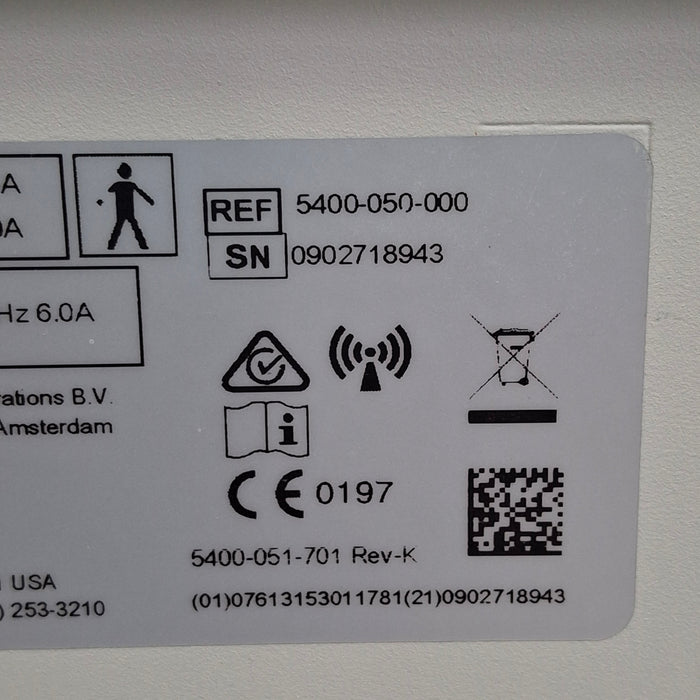 A
0A
REF 5400-050-000
SN 0902718943
Hz 6.0A
rations B.V.
Amsterdam
i
CE 0197
5400-051-701 Rev-K
USA
) 253-3210
(01)07613153011781(21)0902718943